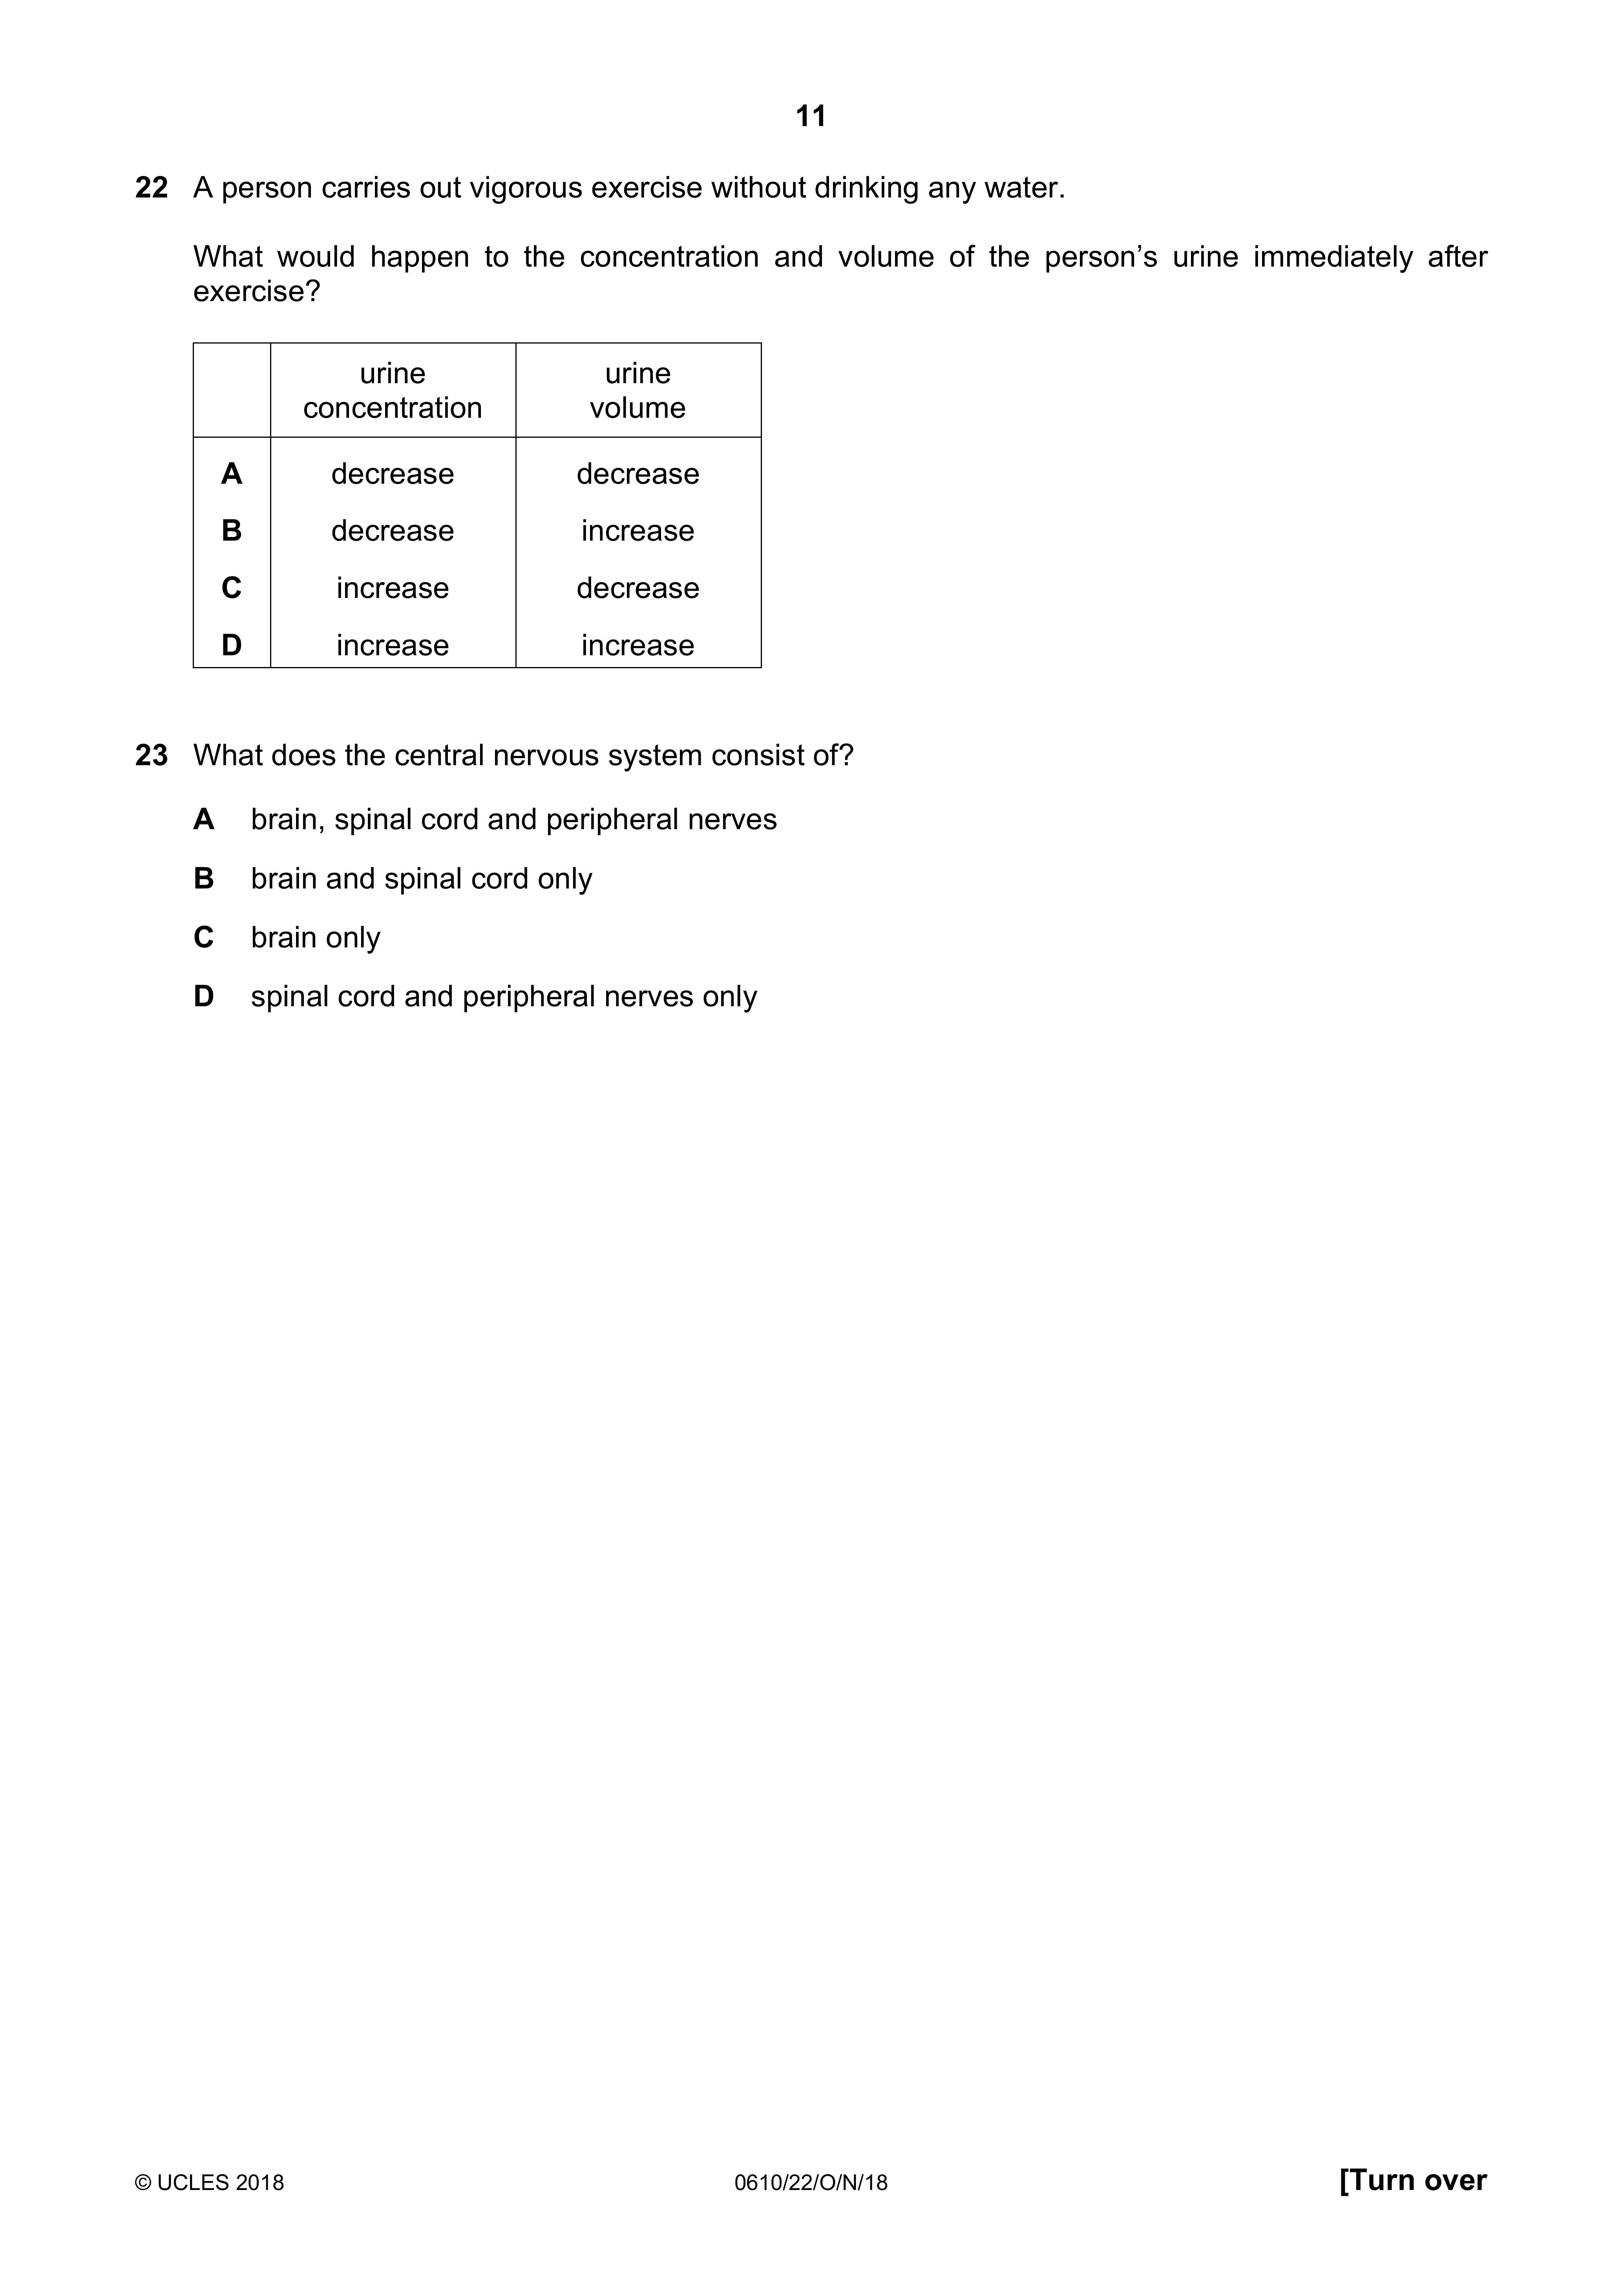 11
22 A person carries out vigorous exercise without drinking any water.
What would happen to the concentration and volume of the person’s urine immediately after
exercise?
urine concentration urine volume
A decrease decrease
B decrease increase
C increase decrease
D increase increase
23 What does the central nervous system consist of?
A brain, spinal cord and peripheral nerves
B brain and spinal cord only
C brain only
D spinal cord and peripheral nerves only
© UCLES 2018 0610/22/O/N/18 [Turn over